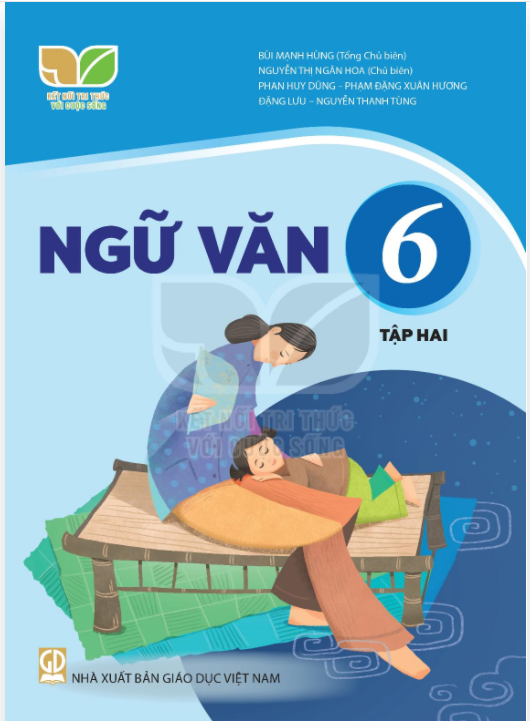 BÙI MẠNH HÙNG (Tổng Chủ biên)
NGUYỄN THỊ NGÂN HOA (Chủ biên)
PHAN HUY DŨNG – PHẠM ĐẶNG XUÂN HƯƠNG
ĐẶNG LƯU – NGUYỄN THANH TÙNG
KẾT NỐI TRI THỨC
VỚI CUỘC SỐNG
NGỮ VĂN 6
TẬP HAI
KẾT NỐI TRI THỨC
VỚI CUỘC SỐNG
GD
NHÀ XUẤT BẢN GIÁO DỤC VIỆT NAM